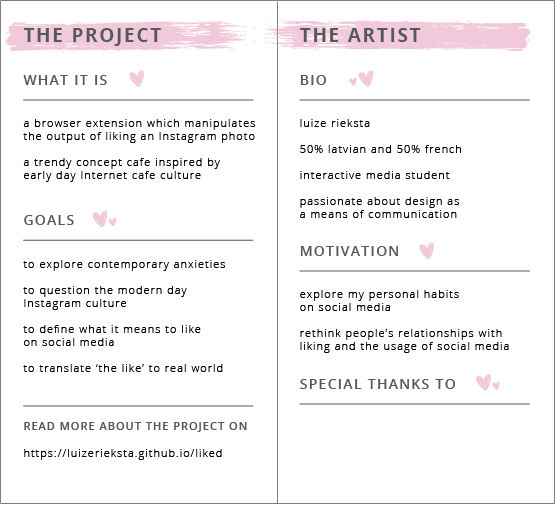 THE PROJECT
WHAT IT IS
a browser extension which manipulates
the output of liking an Instagram photo
a trendy concept cafe inspired by
early day Internet cafe culture
GOALS
to explore contemporary anxieties
to question the modern day
Instagram culture
to define what it means to like
on social media
to translate ‘the like’ to real world
READ MORE ABOUT THE PROJECT ON
https://luizerieksta.github.io/liked
THE ARTIST
BIO
luize rieksta
50% latvian and 50% french
interactive media student
passionate about design as
a means of communication
MOTIVATION
explore my personal habits
on social media
rethink people’s relationships with
liking and the usage of social media
SPECIAL THANKS TO